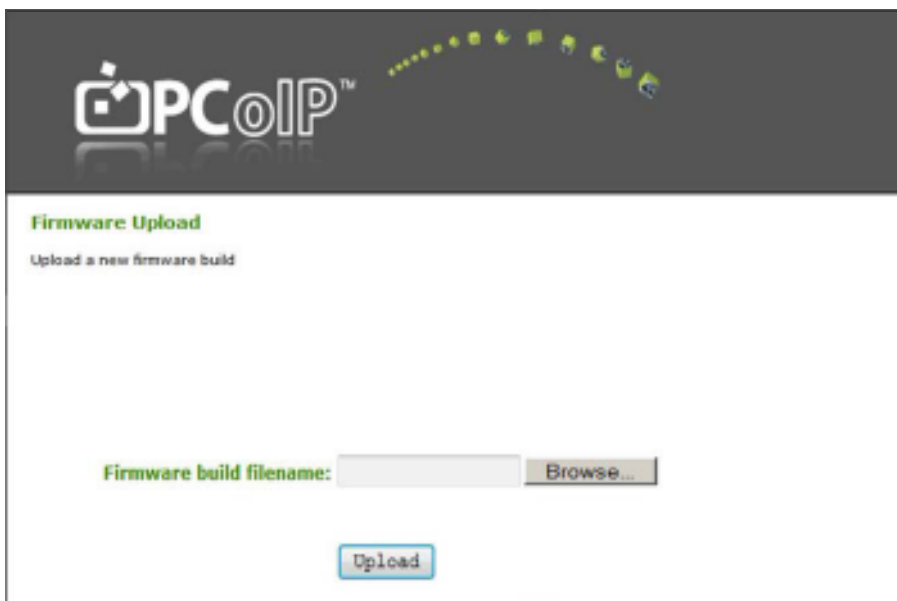 PCoIP™
Firmware Upload
Upload a new firmware build
Firmware build filename:
Browse...
Upload